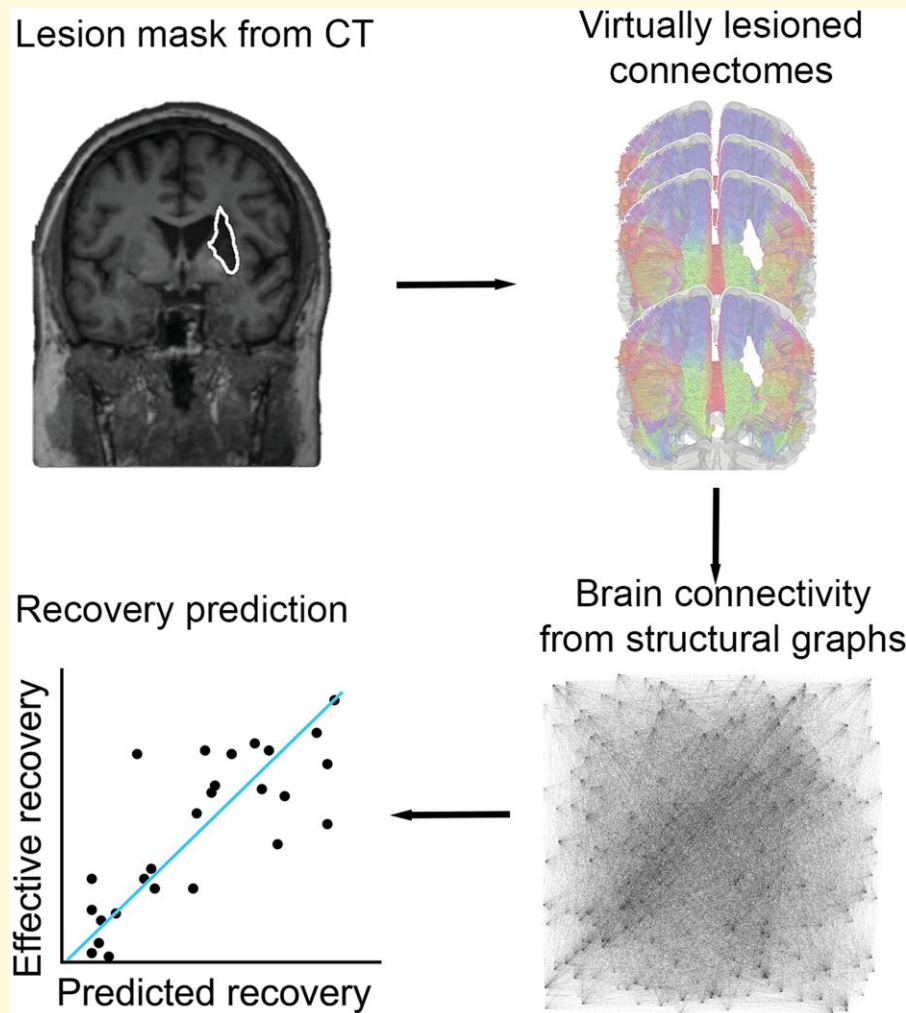 Lesion mask from CT
Virtually lesioned
connectomes
Brain connectivity
from structural graphs
Recovery prediction
Effective recovery
Predicted recovery